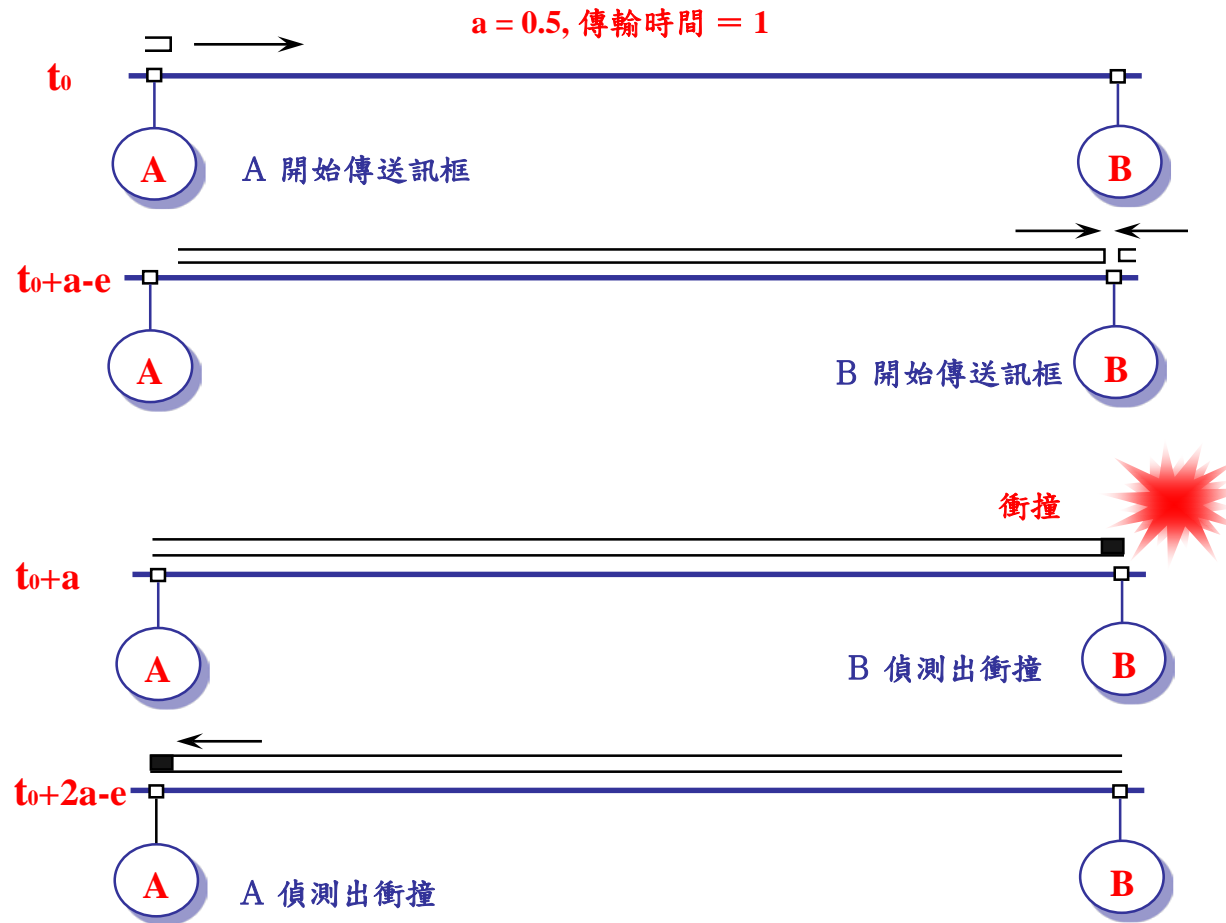 a = 0.5, 傳輸時間 = 1
t0
A
A 開始傳送訊框
B
t0+a-e
A
B 開始傳送訊框
B
衝撞
t0+a
A
B 偵測出衝撞
B
t0+2a-e
A
A 偵測出衝撞
B